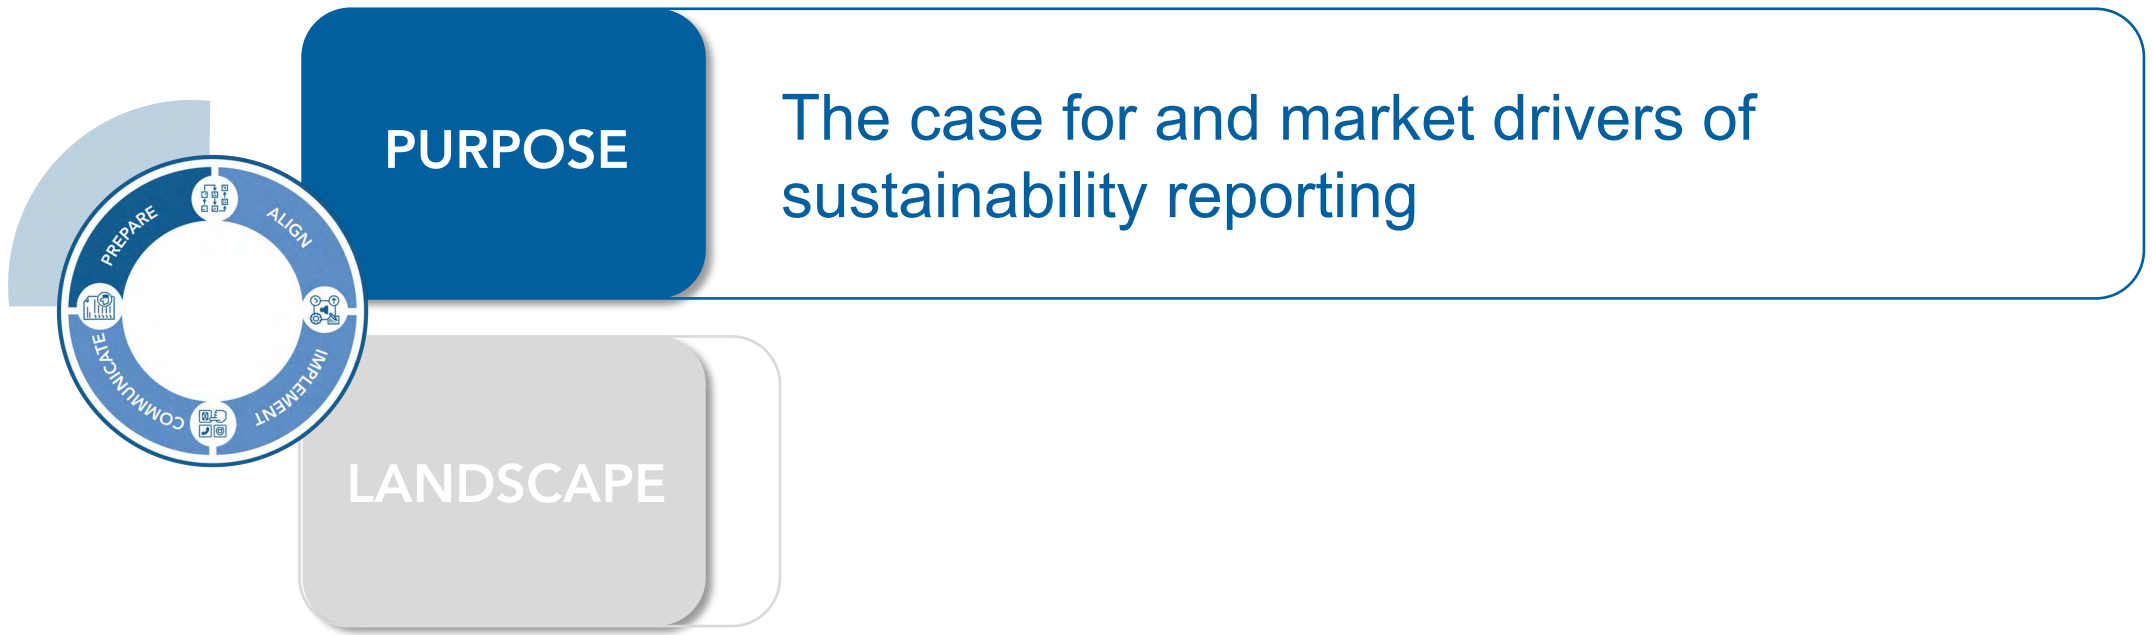 PURPOSE
The case for and market drivers of
sustainability reporting
PREPARE
ALIGN
IMPLEMENT
COMMUNICATE
LANDSCAPE